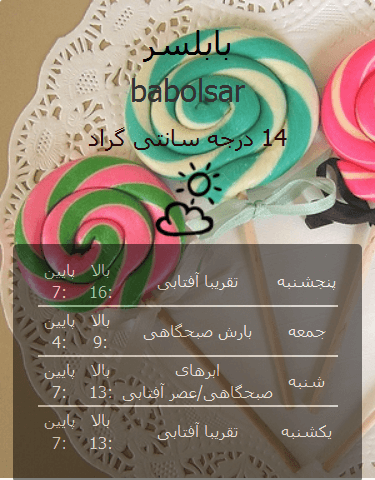 بابلسر
babolsar
14 درجه سانتی گراد
پنجشنبه تقریبا آفتابی بالا :16 پایین :7
جمعه بارش صبحگاهی بالا :9 پایین :4
شنبه ابرهای صبحگاهی/عصر آفتابی بالا :13 پایین :7
یکشنبه تقریبا آفتابی بالا :13 پایین :7